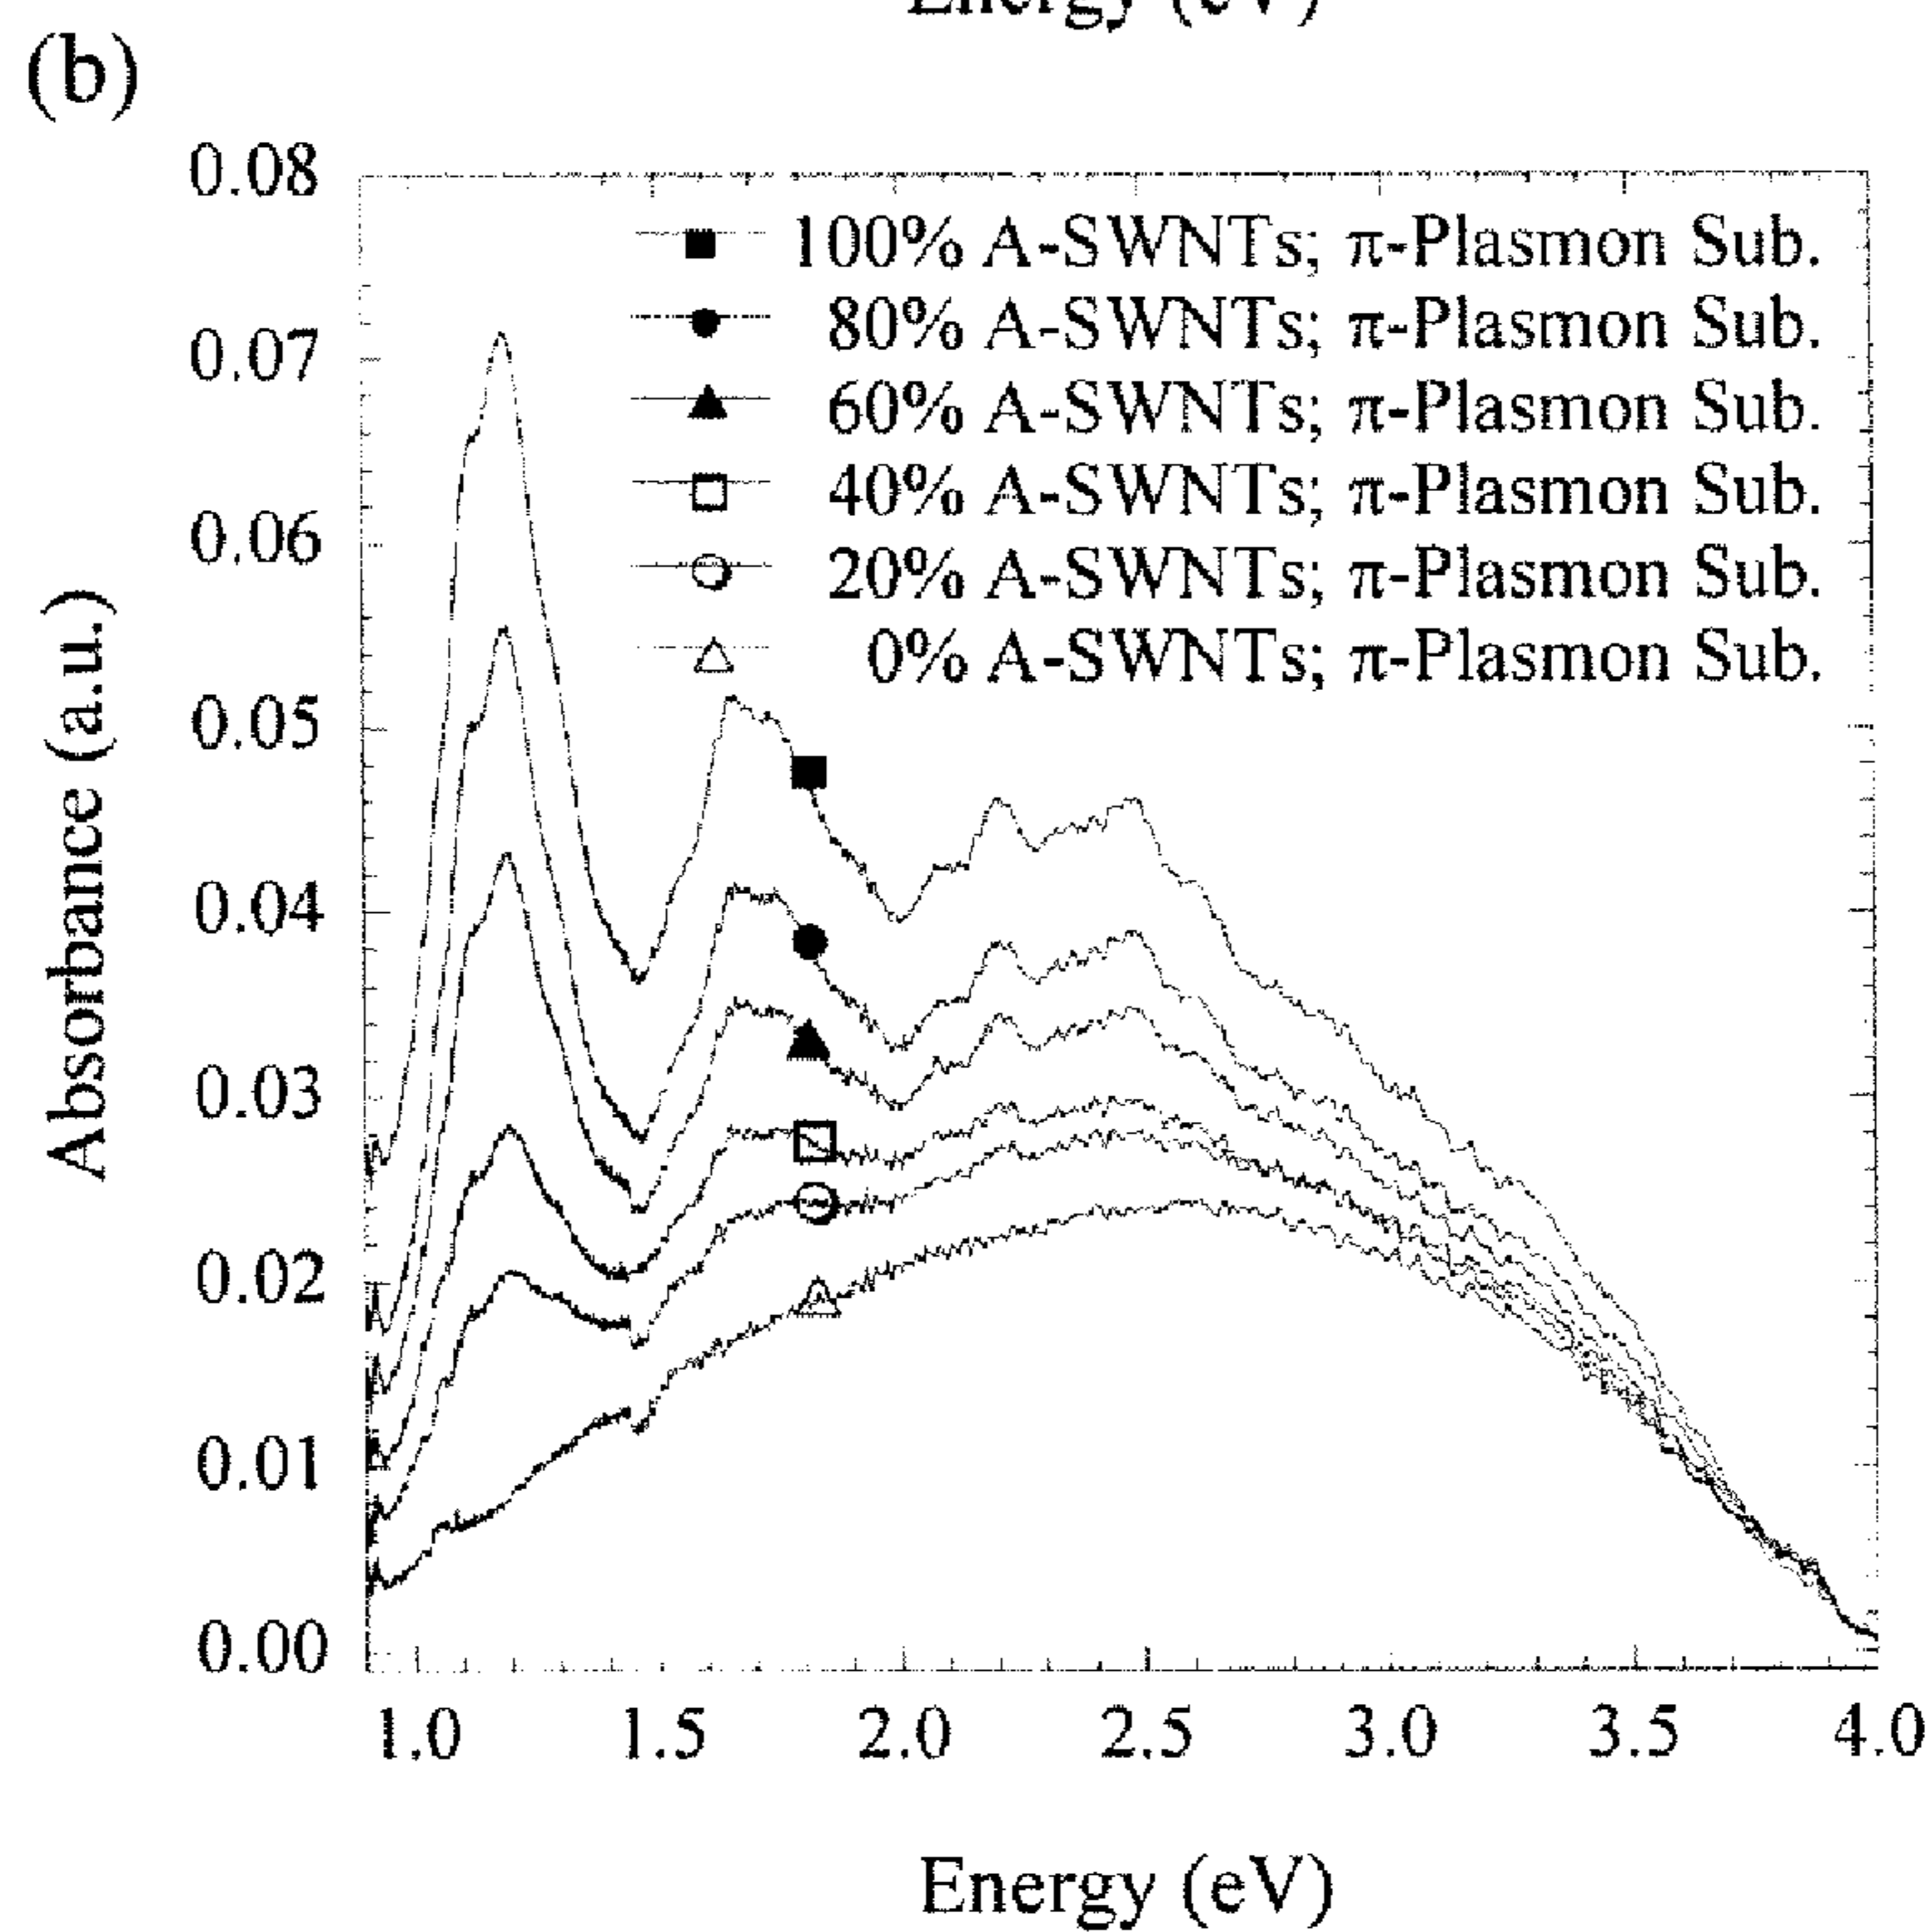 Energy (eV)
(b)
0.08
0.07
0.06
0.05
0.04
0.03
0.02
0.01
0.00
Absorbance (a.u.)
100% A-SWNTs; π-Plasmon Sub.
80% A-SWNTs; π-Plasmon Sub.
60% A-SWNTs; π-Plasmon Sub.
40% A-SWNTs; π-Plasmon Sub.
20% A-SWNTs; π-Plasmon Sub.
0% A-SWNTs; π-Plasmon Sub.
1.0 1.5 2.0 2.5 3.0 3.5 4.0
Energy (eV)